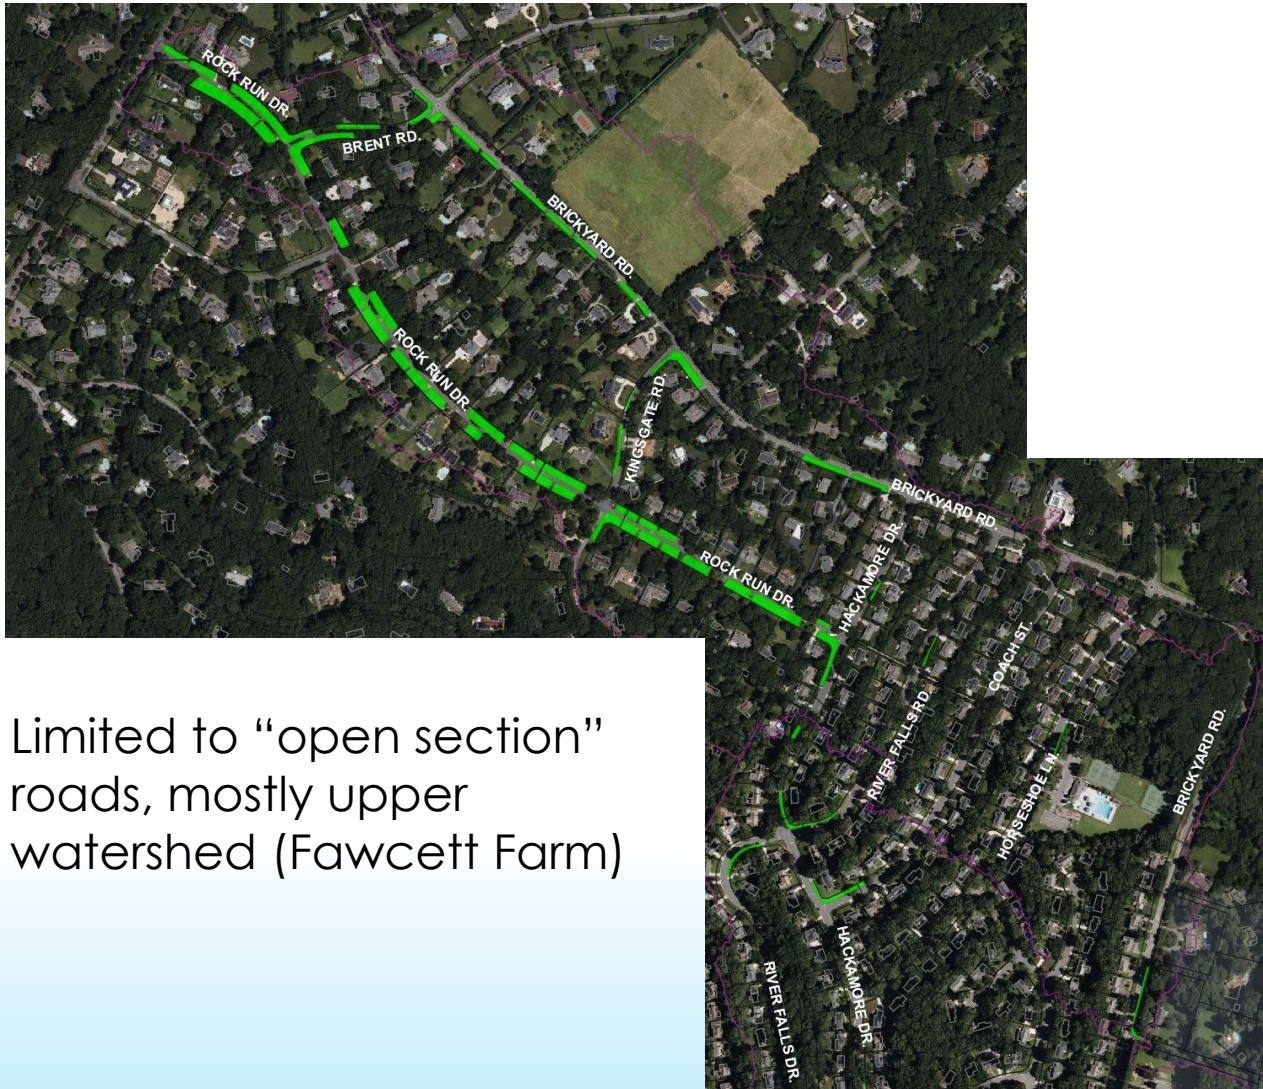 ROCK RUN DR.
BRENT RD.
BRICKYARD RD.
ROCK RUN DR.
KINGSGATE RD.
BRICKYARD RD.
ROCK RUN DR.
HACKAMORE DR.
COACH ST.
RIVER FALLS RD.
HORSESHOE LN.
BRICKYARD RD.
RIVER FALLS DR.
HACKAMORE DR.
Limited to “open section”
roads, mostly upper
watershed (Fawcett Farm)